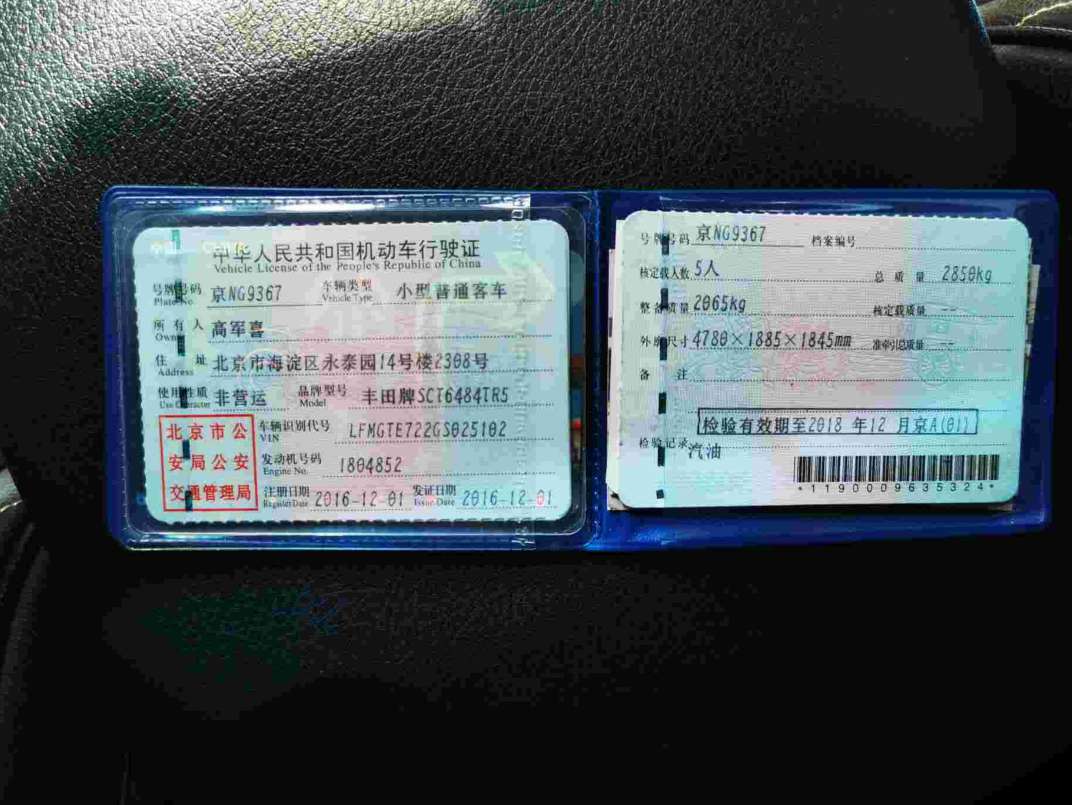 中华人民共和国机动车行驶证
Vehicle License of the People's Republic of China
号牌号码 京NG9367 车辆类型 小型普通客车
Plate No. Vehicle Type
所有人 高军喜
Owner
住址 北京市海淀区永泰园14号楼2308号
Address
使用性质 非营运 品牌型号 丰田牌SCT6484TR5
Use Character Model
北京市公安局公安交通管理局
车辆识别代号 LFMGTE722GS025102
VIN
发动机号码 1804852
Engine No.
注册日期 2016-12-01 发证日期 2016-12-01
Register Date Issue Date
号牌号码 京NG9367 档案编号
核定载人数 5人 总质量 2850kg
整备质量 2065kg 核定载质量 --
外廓尺寸 4780×1885×1845mm 准牵引总质量 --
备注
检验有效期至2018 年12 月京A(01)
检验记录 汽油
*1190009635324*